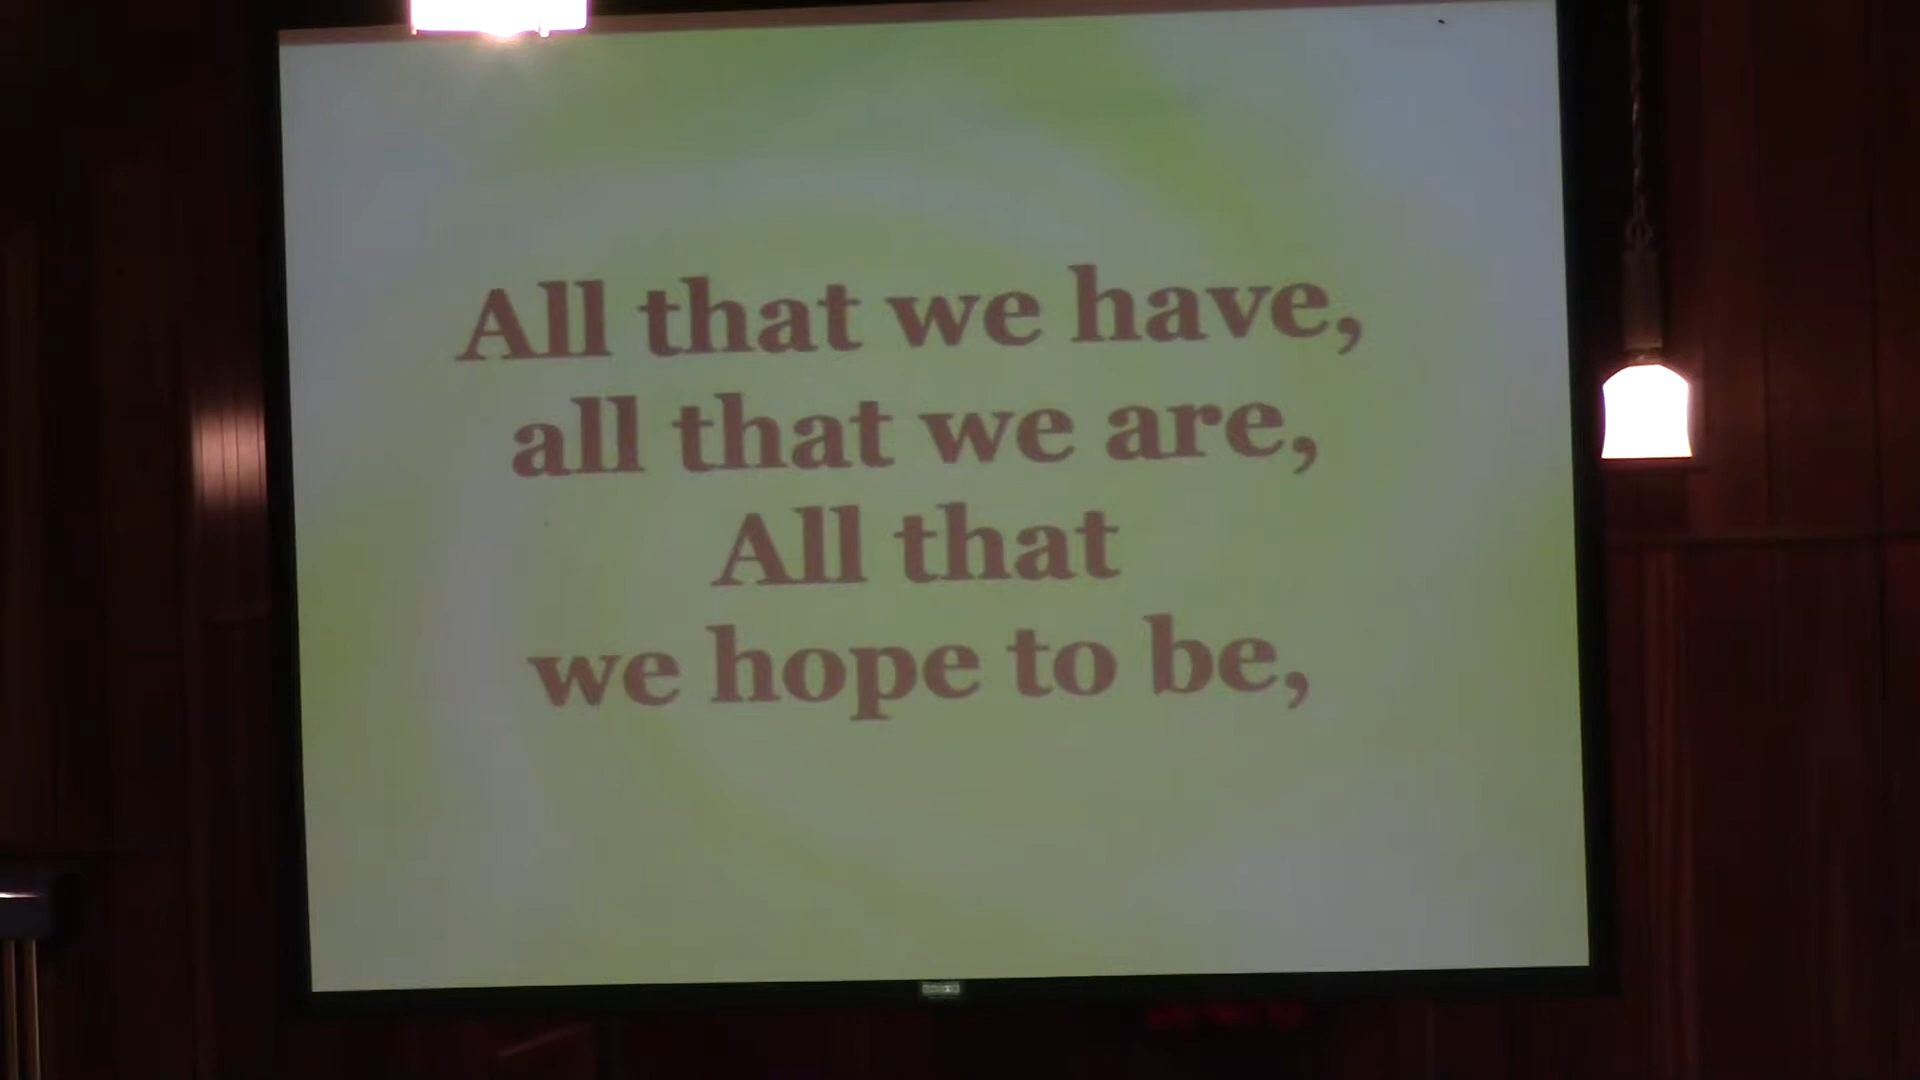 All that we have,
all that we are,
All that
we hope to be,